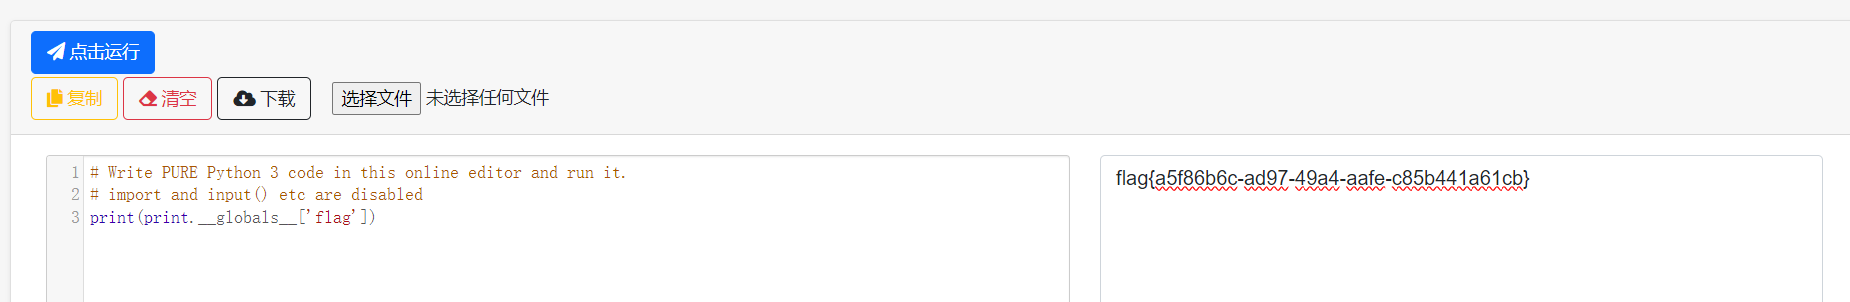 点击运行
复制 清空 下载 选择文件 未选择任何文件
1 # Write PURE Python 3 code in this online editor and run it.
2 # import and input() etc are disabled
3 print(print.__globals__['flag'])
flag{a5f86b6c-ad97-49a4-aafe-c85b441a61cb}